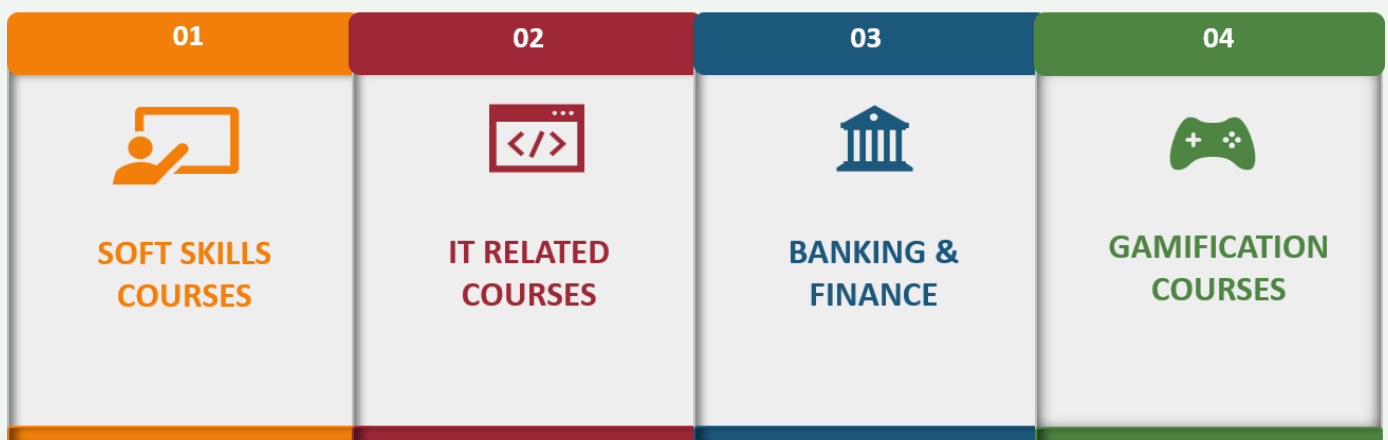 01
SOFT SKILLS
COURSES
02
</>
IT RELATED
COURSES
03
BANKING &
FINANCE
04
GAMIFICATION
COURSES